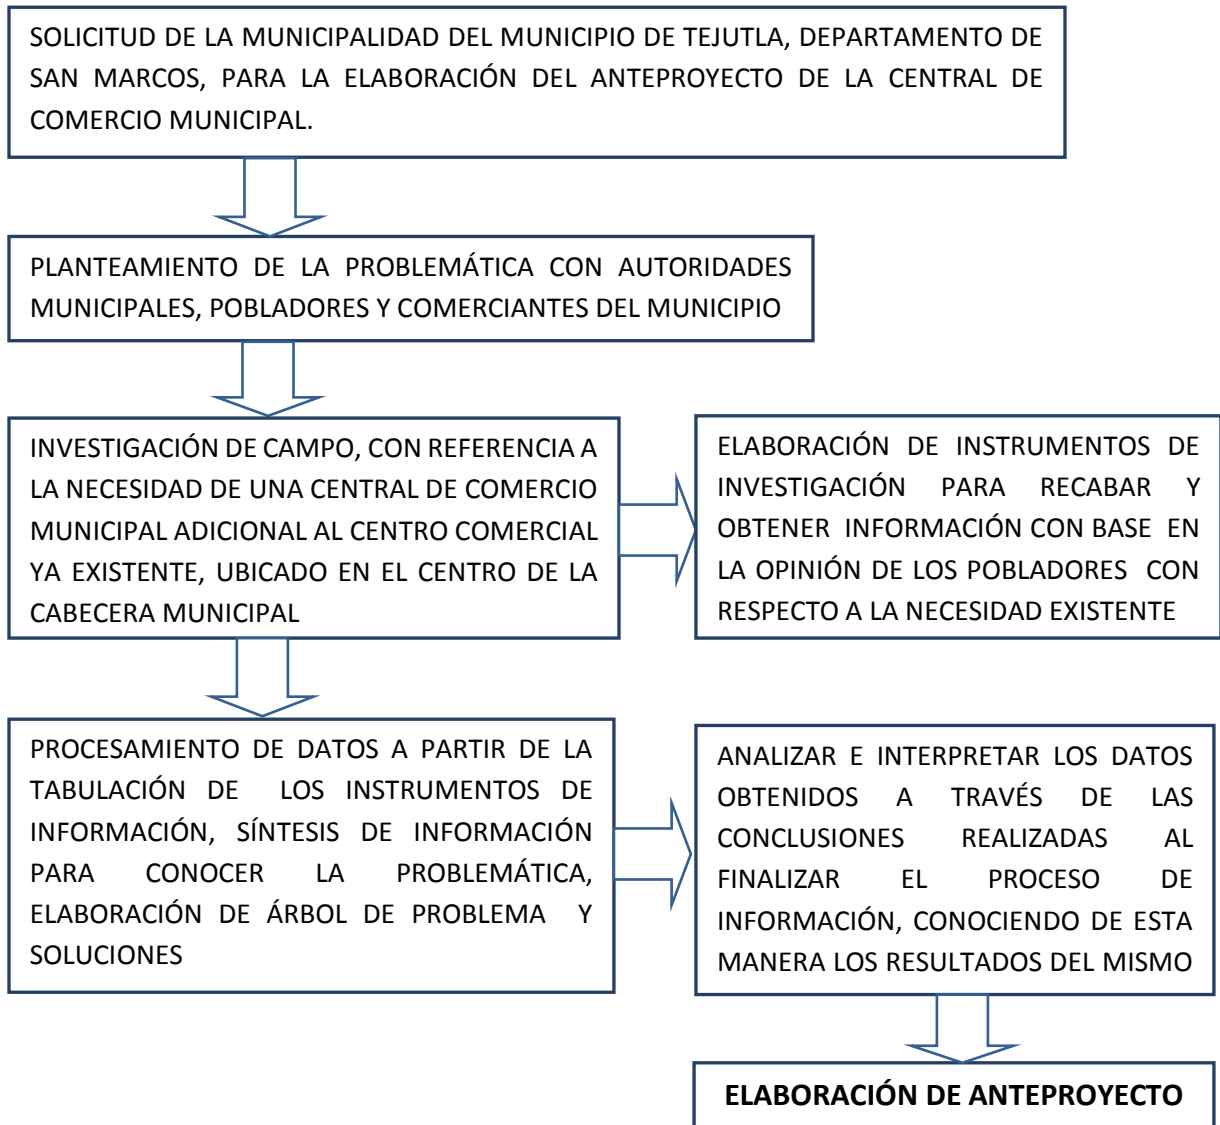 SOLICITUD DE LA MUNICIPALIDAD DEL MUNICIPIO DE TEJUTLA, DEPARTAMENTO DE
SAN MARCOS, PARA LA ELABORACIÓN DEL ANTEPROYECTO DE LA CENTRAL DE
COMERCIO MUNICIPAL.
PLANTEAMIENTO DE LA PROBLEMÁTICA CON AUTORIDADES
MUNICIPALES, POBLADORES Y COMERCIANTES DEL MUNICIPIO
INVESTIGACIÓN DE CAMPO, CON REFERENCIA A
LA NECESIDAD DE UNA CENTRAL DE COMERCIO
MUNICIPAL ADICIONAL AL CENTRO COMERCIAL
YA EXISTENTE, UBICADO EN EL CENTRO DE LA
CABECERA MUNICIPAL
ELABORACIÓN DE INSTRUMENTOS DE
INVESTIGACIÓN PARA RECABAR Y
OBTENER INFORMACIÓN CON BASE EN
LA OPINIÓN DE LOS POBLADORES CON
RESPECTO A LA NECESIDAD EXISTENTE
PROCESAMIENTO DE DATOS A PARTIR DE LA
TABULACIÓN DE LOS INSTRUMENTOS DE
INFORMACIÓN, SÍNTESIS DE INFORMACIÓN
PARA CONOCER LA PROBLEMÁTICA,
ELABORACIÓN DE ÁRBOL DE PROBLEMA Y
SOLUCIONES
ANALIZAR E INTERPRETAR LOS DATOS
OBTENIDOS A TRAVÉS DE LAS
CONCLUSIONES REALIZADAS AL
FINALIZAR EL PROCESO DE
INFORMACIÓN, CONOCIENDO DE ESTA
MANERA LOS RESULTADOS DEL MISMO
ELABORACIÓN DE ANTEPROYECTO